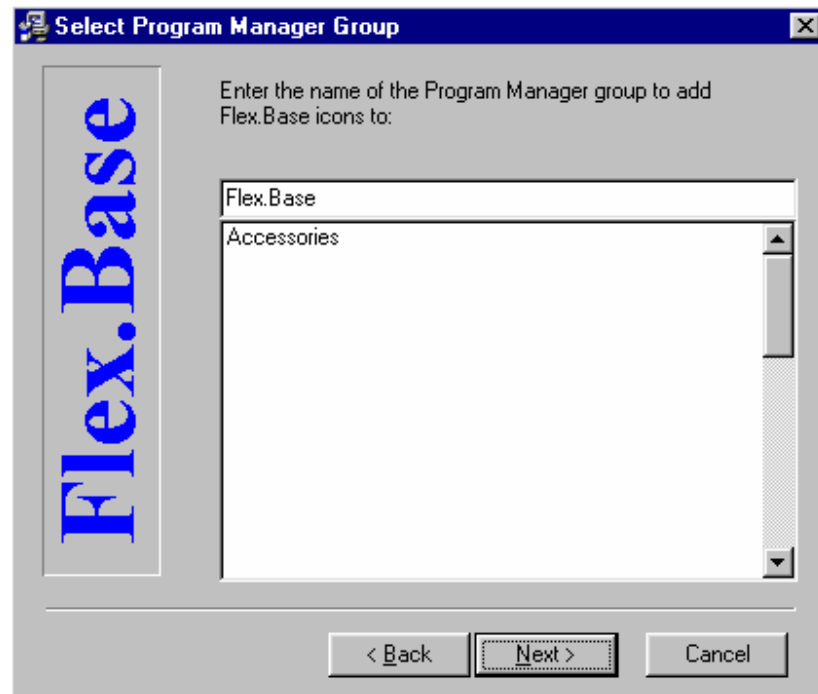 Select Program Manager Group
Flex.Base
Enter the name of the Program Manager group to add
Flex.Base icons to:
Flex.Base
Accessories
< Back
Next >
Cancel